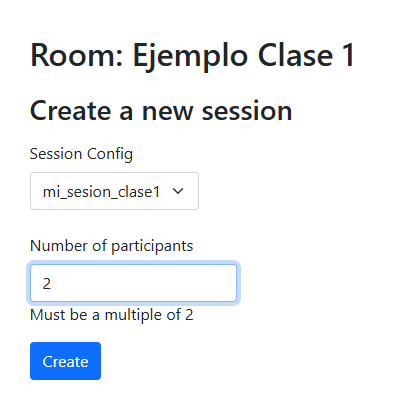 Room: Ejemplo Clase 1
Create a new session
Session Config
mi_sesion_clase1
Number of participants
2
Must be a multiple of 2
Create